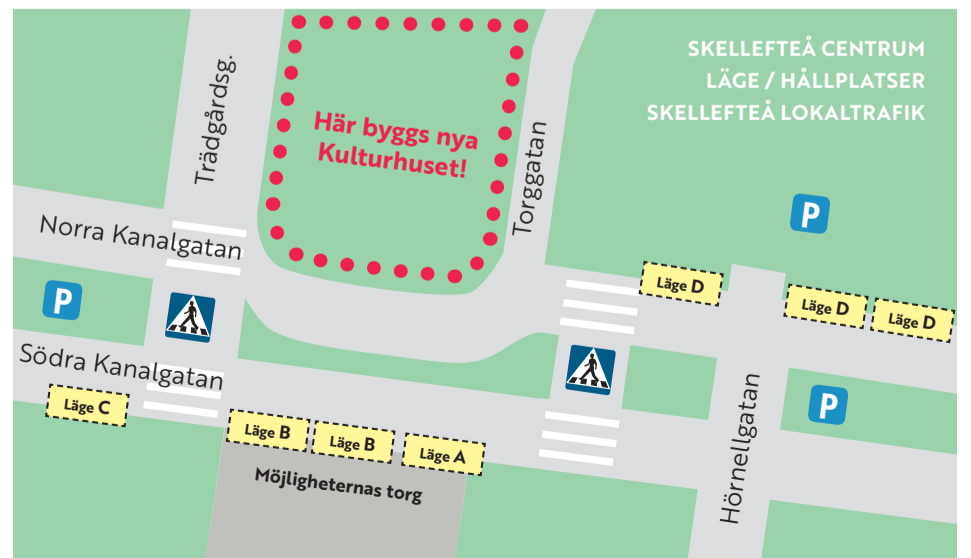 SKELLEFTEÅ CENTRUM
LÄGE / HÅLLPLATSER
SKELLEFTEÅ LOKALTRAFIK
Trädgårdsg.
Här byggs nya
Kulturhuset!
Torggatan
P
Norra Kanalgatan
Läge D
Läge D
Läge D
P
Södra Kanalgatan
P
Läge C
Läge B
Läge B
Läge A
Hörnellgatan
Möjligheternas torg